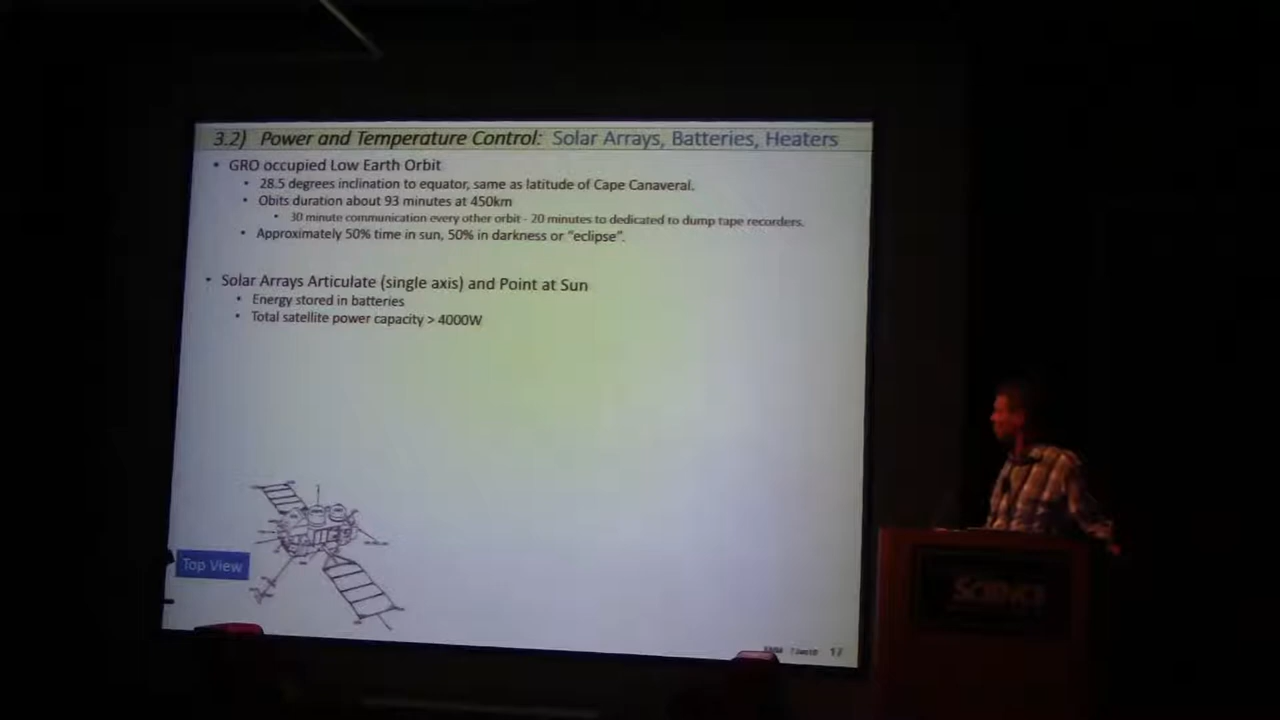 3.2) Power and Temperature Control: Solar Arrays, Batteries, Heaters
• GRO occupied Low Earth Orbit
• 28.5 degrees inclination to equator, same as latitude of Cape Canaveral.
• Obits duration about 93 minutes at 450km
• 30 minute communication every other orbit - 20 minutes to dedicated to dump tape recorders.
• Approximately 50% time in sun, 50% in darkness or “eclipse”.
• Solar Arrays Articulate (single axis) and Point at Sun
• Energy stored in batteries
• Total satellite power capacity > 4000W
Top View
17
SCIENCE